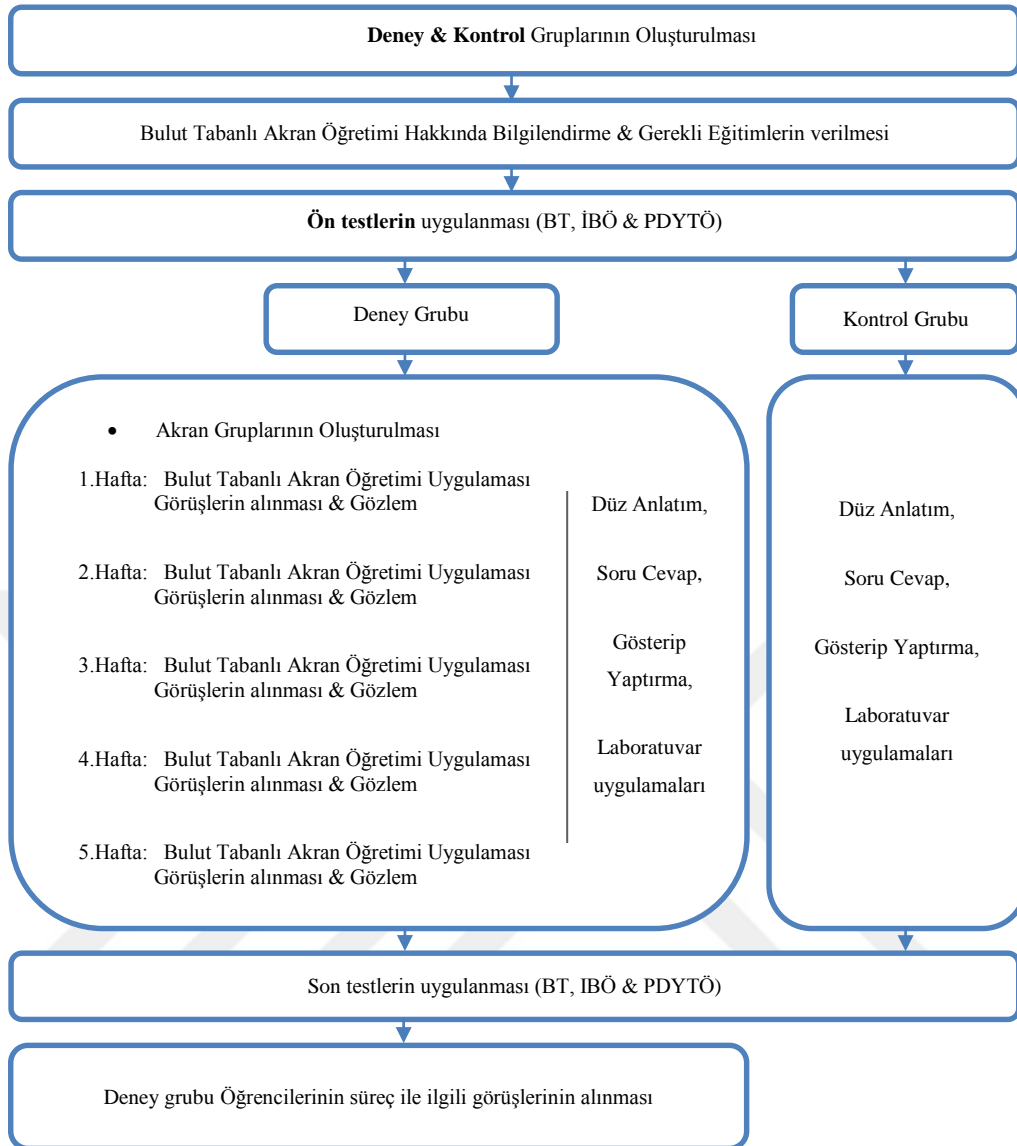 Deney & Kontrol Gruplarının Oluşturulması
Bulut Tabanlı Akran Öğretimi Hakkında Bilgilendirme & Gerekli Eğitimlerin verilmesi
Ön testlerin uygulanması (BT, İBÖ & PDYTÖ)
Deney Grubu
Kontrol Grubu
• Akran Gruplarının Oluşturulması
1.Hafta: Bulut Tabanlı Akran Öğretimi Uygulaması
Görüşlerin alınması & Gözlem
2.Hafta: Bulut Tabanlı Akran Öğretimi Uygulaması
Görüşlerin alınması & Gözlem
3.Hafta: Bulut Tabanlı Akran Öğretimi Uygulaması
Görüşlerin alınması & Gözlem
4.Hafta: Bulut Tabanlı Akran Öğretimi Uygulaması
Görüşlerin alınması & Gözlem
5.Hafta: Bulut Tabanlı Akran Öğretimi Uygulaması
Görüşlerin alınması & Gözlem
Düz Anlatım,
Soru Cevap,
Gösterip
Yaptırma,
Laboratuvar
uygulamaları
Düz Anlatım,
Soru Cevap,
Gösterip Yaptırma,
Laboratuvar
uygulamaları
Son testlerin uygulanması (BT, IBÖ & PDYTÖ)
Deney grubu Öğrencilerinin süreç ile ilgili görüşlerinin alınması